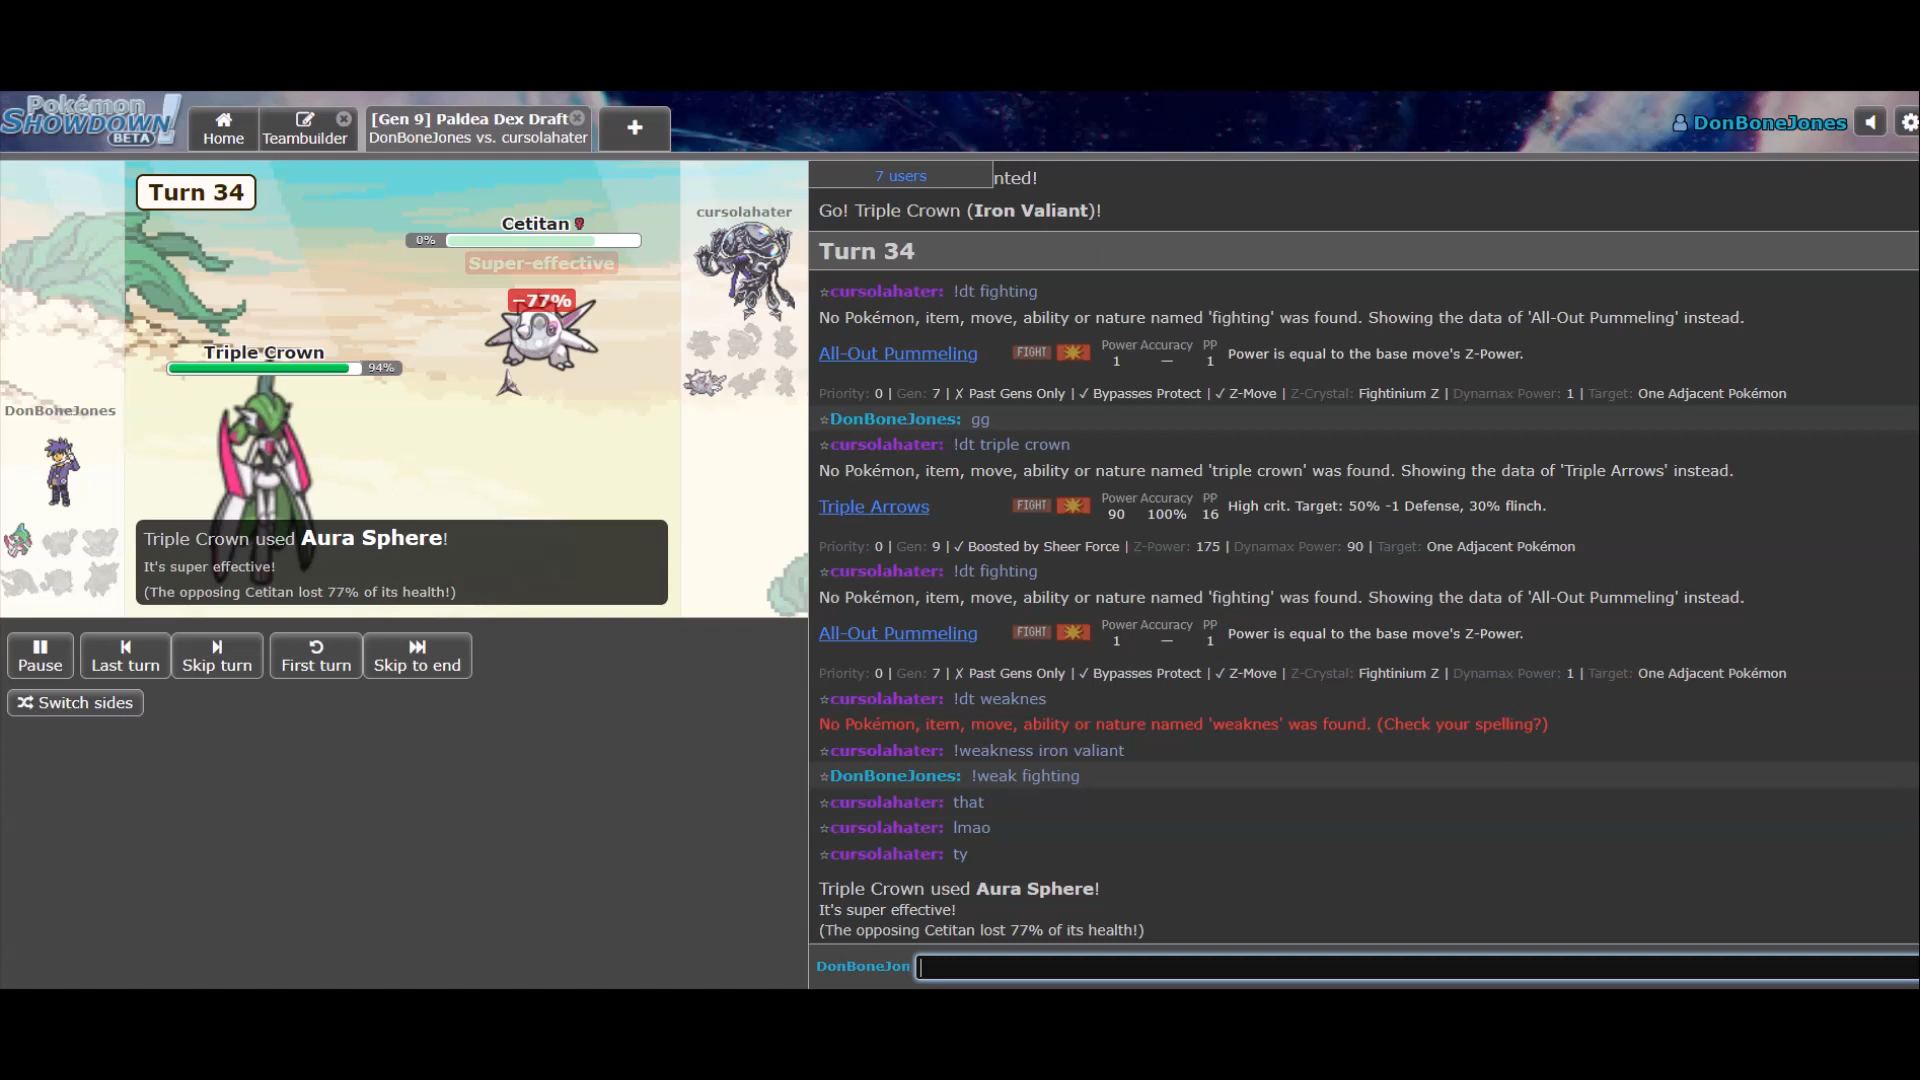 Pokémon
SHOWDOWN!
BETA
Home
Teambuilder
[Gen 9] Paldea Dex Draft
DonBoneJones vs. cursolahater
DonBoneJones
Turn 34
Cetitan
0%
Super-effective
−77%
Triple Crown
94%
DonBoneJones
cursolahater
Triple Crown used Aura Sphere!
It's super effective!
(The opposing Cetitan lost 77% of its health!)
Pause
Last turn
Skip turn
First turn
Skip to end
Switch sides
7 users
nted!
Go! Triple Crown (Iron Valiant)!
Turn 34
☆cursolahater: !dt fighting
No Pokémon, item, move, ability or nature named 'fighting' was found. Showing the data of 'All-Out Pummeling' instead.
All-Out Pummeling FIGHT Power 1 Accuracy — PP 1 Power is equal to the base move's Z-Power.
Priority: 0 | Gen: 7 | ✗ Past Gens Only | ✓ Bypasses Protect | ✓ Z-Move | Z-Crystal: Fightinium Z | Dynamax Power: 1 | Target: One Adjacent Pokémon
☆DonBoneJones: gg
☆cursolahater: !dt triple crown
No Pokémon, item, move, ability or nature named 'triple crown' was found. Showing the data of 'Triple Arrows' instead.
Triple Arrows FIGHT Power 90 Accuracy 100% PP 16 High crit. Target: 50% -1 Defense, 30% flinch.
Priority: 0 | Gen: 9 | ✓ Boosted by Sheer Force | Z-Power: 175 | Dynamax Power: 90 | Target: One Adjacent Pokémon
☆cursolahater: !dt fighting
No Pokémon, item, move, ability or nature named 'fighting' was found. Showing the data of 'All-Out Pummeling' instead.
All-Out Pummeling FIGHT Power 1 Accuracy — PP 1 Power is equal to the base move's Z-Power.
Priority: 0 | Gen: 7 | ✗ Past Gens Only | ✓ Bypasses Protect | ✓ Z-Move | Z-Crystal: Fightinium Z | Dynamax Power: 1 | Target: One Adjacent Pokémon
☆cursolahater: !dt weaknes
No Pokémon, item, move, ability or nature named 'weaknes' was found. (Check your spelling?)
☆cursolahater: !weakness iron valiant
☆DonBoneJones: !weak fighting
☆cursolahater: that
☆cursolahater: lmao
☆cursolahater: ty
Triple Crown used Aura Sphere!
It's super effective!
(The opposing Cetitan lost 77% of its health!)
DonBoneJon